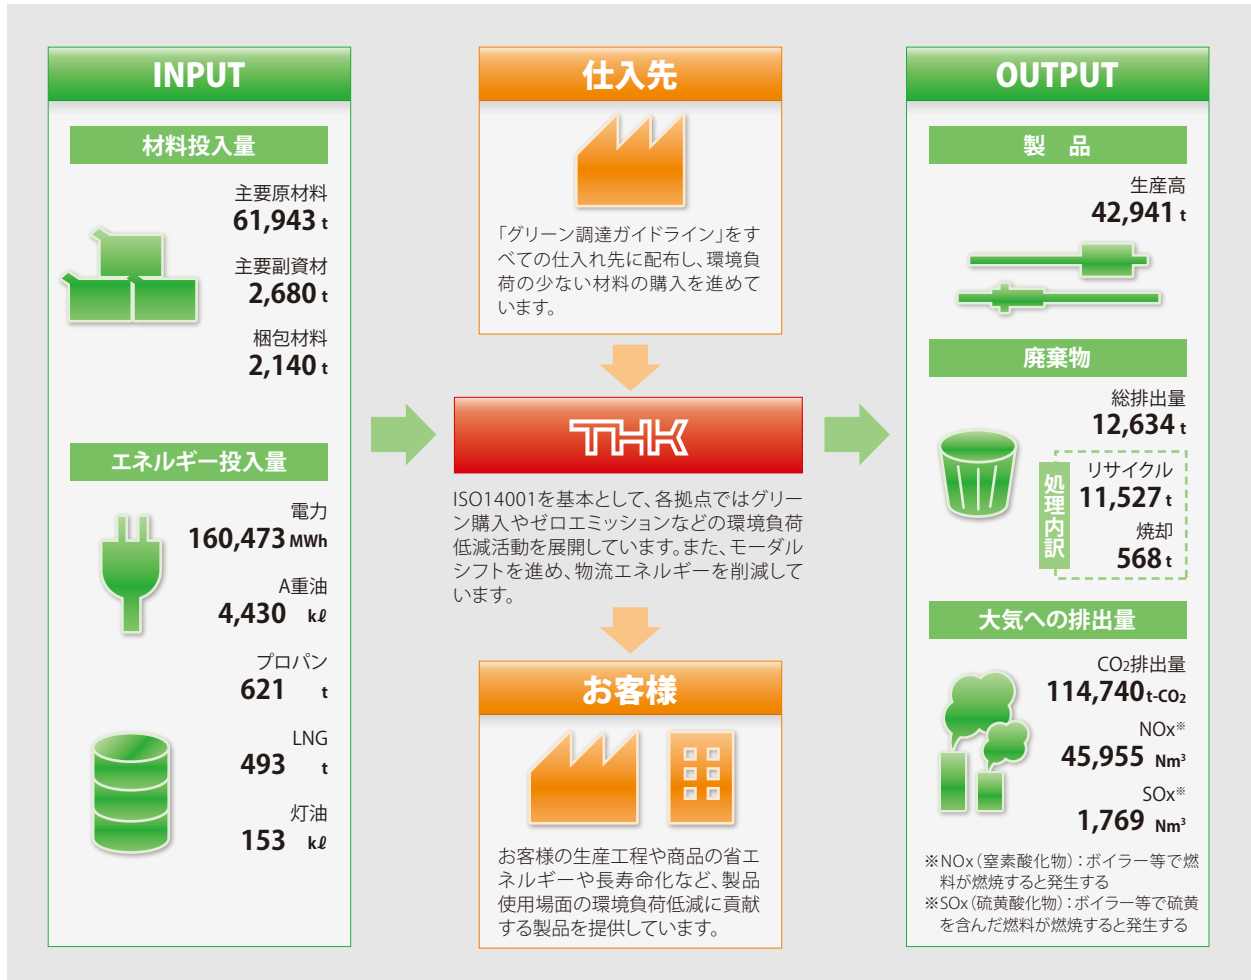 INPUT
材料投入量
主要原材料
61,943 t
主要副資材
2,680 t
梱包材料
2,140 t
エネルギー投入量
電力
160,473 MWh
A重油
4,430 kℓ
プロパン
621 t
LNG
493 t
灯油
153 kℓ
仕入先
「グリーン調達ガイドライン」をす
べての仕入れ先に配布し、環境負
荷の少ない材料の購入を進めて
います。
THK
ISO14001を基本として、各拠点ではグリー
ン購入やゼロエミッションなどの環境負荷
低減活動を展開しています。また、モーダル
シフトを進め、物流エネルギーを削減して
います。
お客様
お客様の生産工程や商品の省エ
ネルギーや長寿命化など、製品
使用場面の環境負荷低減に貢献
する製品を提供しています。
OUTPUT
製　品
生産高
42,941 t
廃棄物
総排出量
12,634 t
処理内訳
リサイクル
11,527 t
焼却
568 t
大気への排出量
CO2排出量
114,740 t-CO2
NOx※
45,955 Nm³
SOx※
1,769 Nm³
※NOx（窒素酸化物）：ボイラー等で燃
料が燃焼すると発生する
※SOx（硫黄酸化物）：ボイラー等で硫黄
を含んだ燃料が燃焼すると発生する